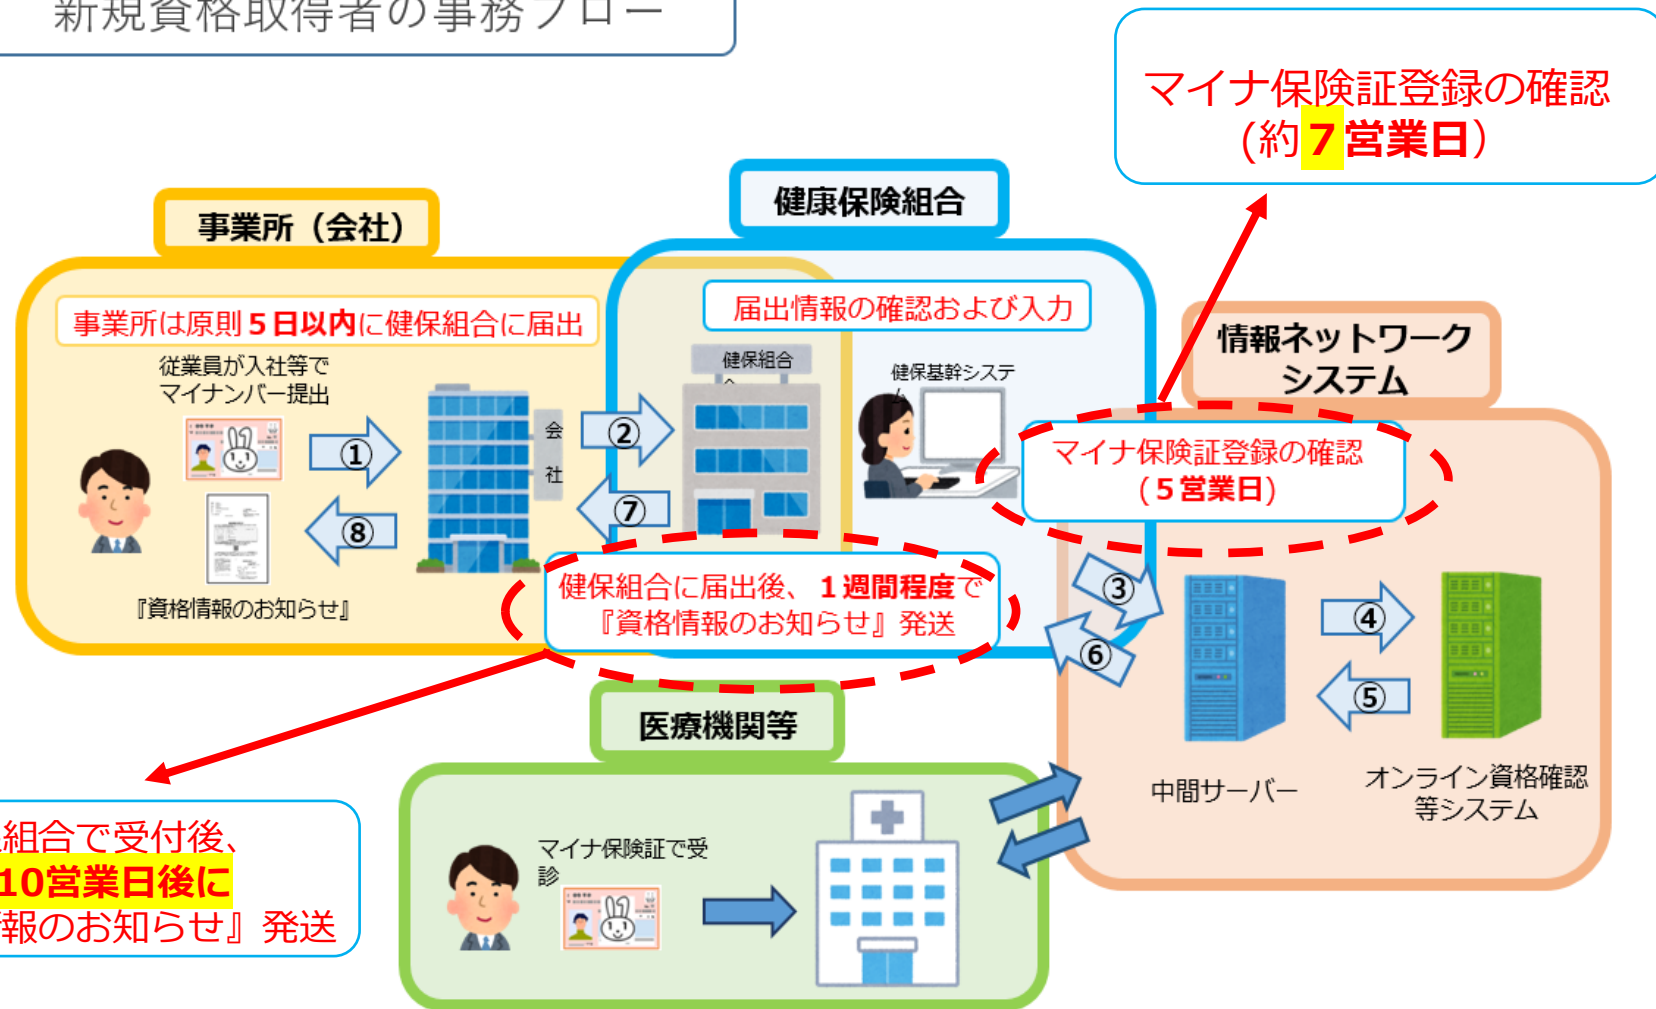 新規資格取得者の事務フロー
マイナ保険証登録の確認
(約7営業日)
健康保険組合
事業所（会社）
事業所は原則5日以内に健保組合に届出
届出情報の確認および入力
情報ネットワーク
システム
従業員が入社等で
マイナンバー提出
健保組合
健保基幹システ
ム
①
会
社
②
マイナ保険証登録の確認
(5営業日)
⑧
⑦
『資格情報のお知らせ』
健保組合に届出後、1週間程度で
『資格情報のお知らせ』発送
③
④
⑥
⑤
中間サーバー
オンライン資格確認
等システム
医療機関等
マイナ保険証で受
診
組合で受付後、
10営業日後に
報のお知らせ』発送